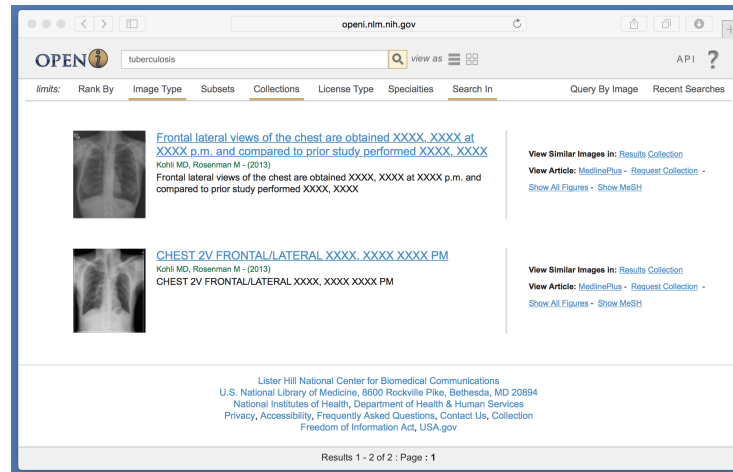 openi.nlm.nih.gov
OPENi
tuberculosis
view as
API ?
limits: Rank By Image Type Subsets Collections License Type Specialties Search In Query By Image Recent Searches
Frontal lateral views of the chest are obtained XXXX, XXXX at
XXXX p.m. and compared to prior study performed XXXX, XXXX
Kohli MD, Rosenman M - (2013)
Frontal lateral views of the chest are obtained XXXX, XXXX at XXXX p.m. and
compared to prior study performed XXXX, XXXX
View Similar Images in: Results Collection
View Article: MedlinePlus - Request Collection -
Show All Figures - Show MeSH
CHEST 2V FRONTAL/LATERAL XXXX, XXXX XXXX PM
Kohli MD, Rosenman M - (2013)
CHEST 2V FRONTAL/LATERAL XXXX, XXXX XXXX PM
View Similar Images in: Results Collection
View Article: MedlinePlus - Request Collection -
Show All Figures - Show MeSH
Lister Hill National Center for Biomedical Communications
U.S. National Library of Medicine, 8600 Rockville Pike, Bethesda, MD 20894
National Institutes of Health, Department of Health & Human Services
Privacy, Accessibility, Frequently Asked Questions, Contact Us, Collection
Freedom of Information Act, USA.gov
Results 1 - 2 of 2 : Page : 1